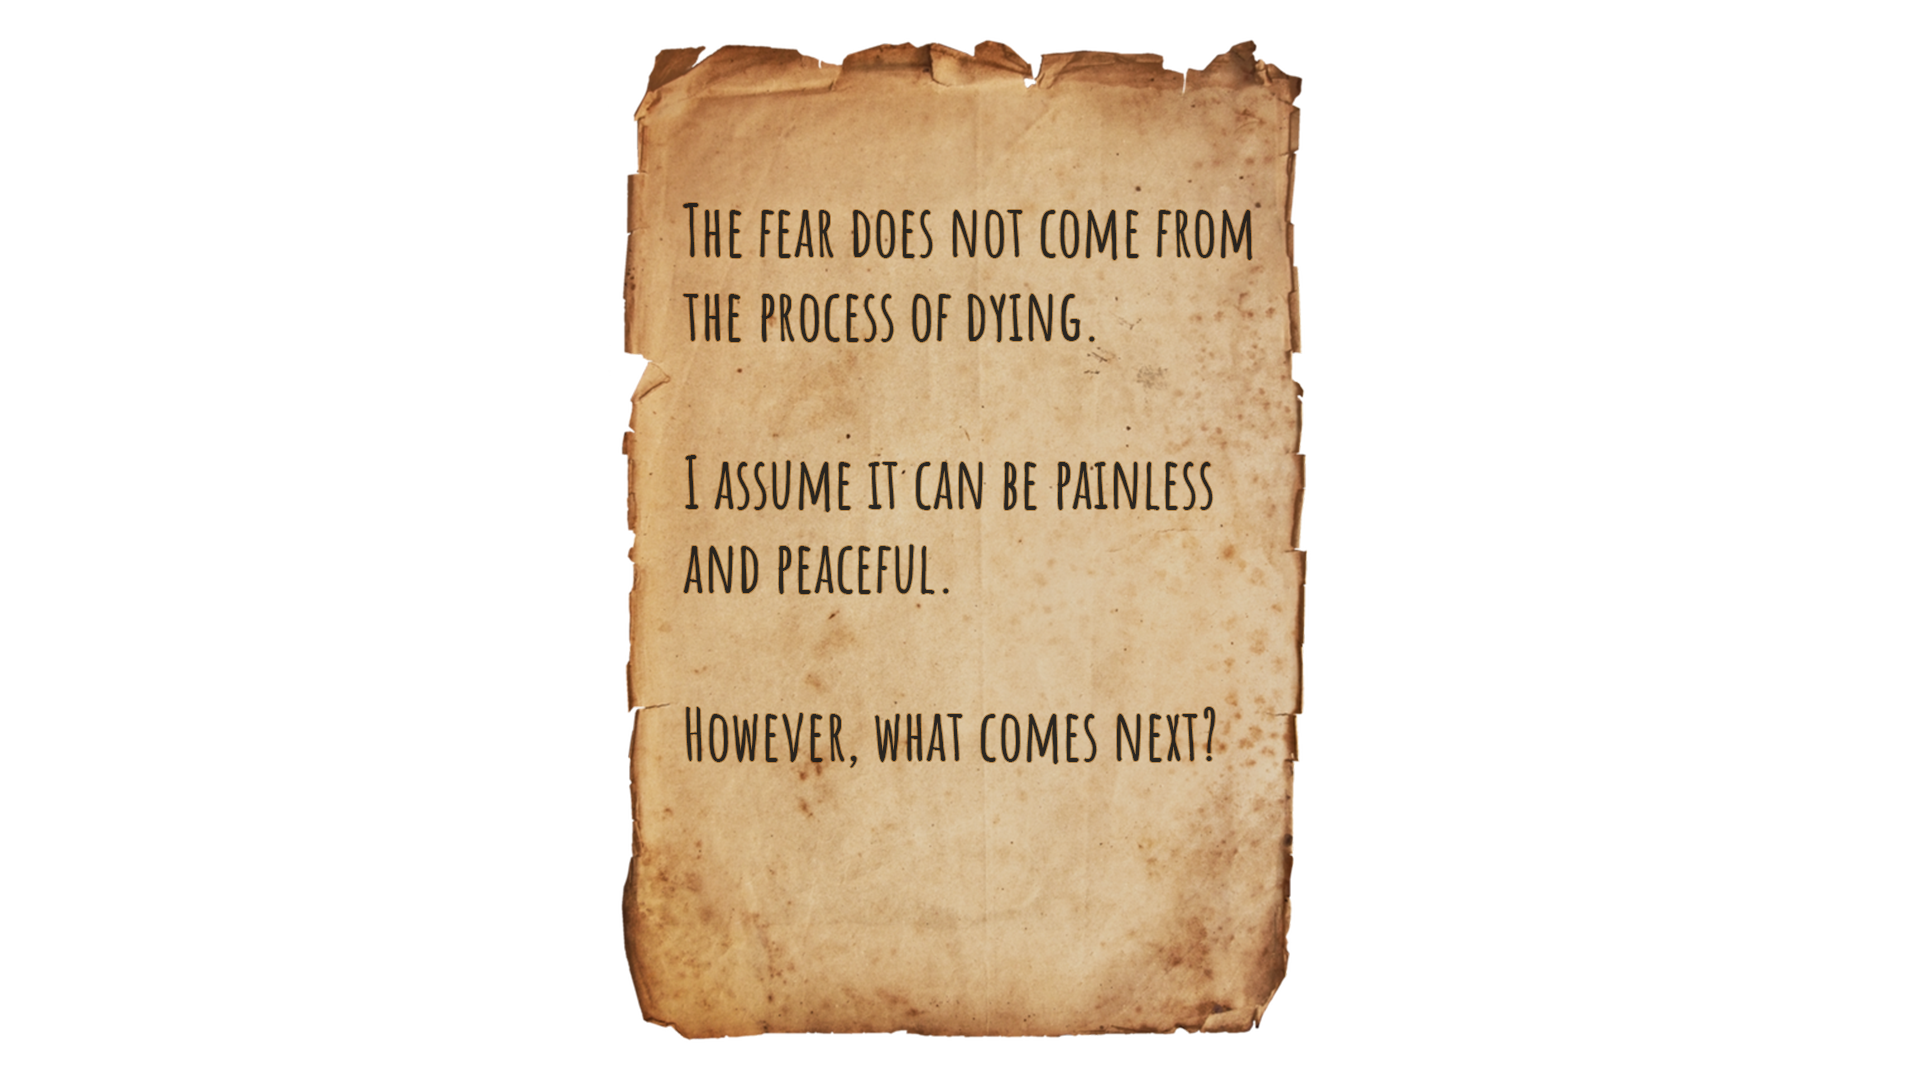 The fear does not come from
the process of dying.
I assume it can be painless
and peaceful.
However, what comes next?